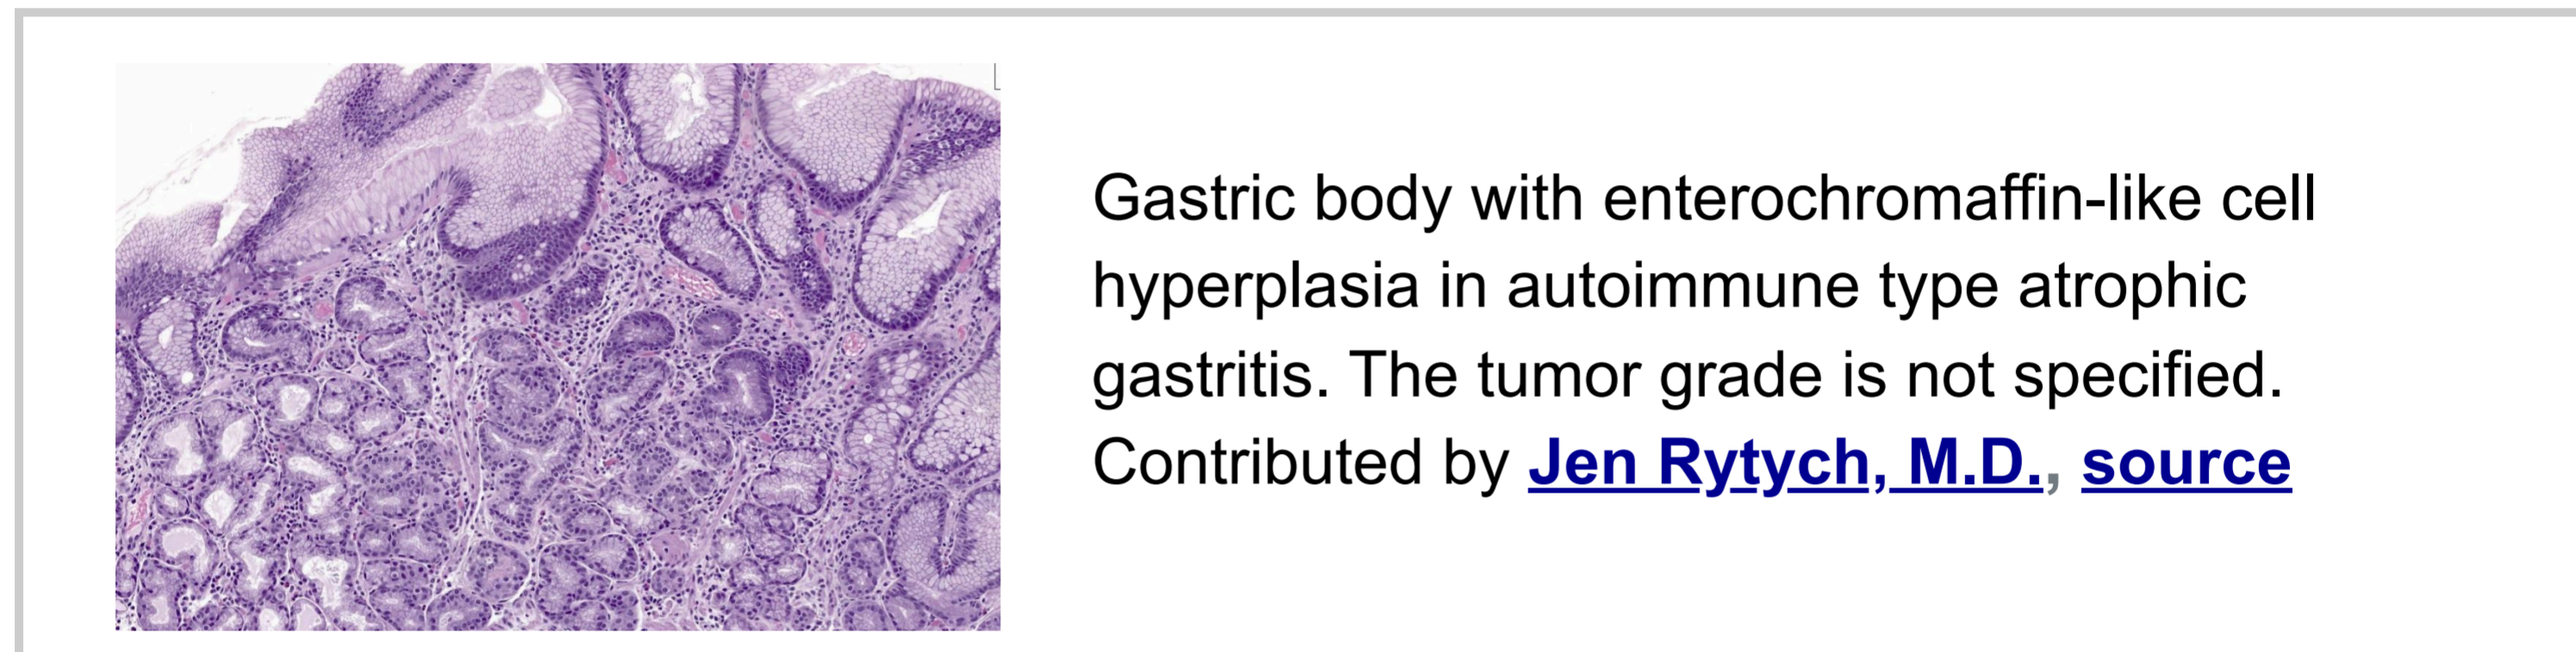 Gastric body with enterochromaffin-like cell
hyperplasia in autoimmune type atrophic
gastritis. The tumor grade is not specified.
Contributed by Jen Rytych, M.D., source